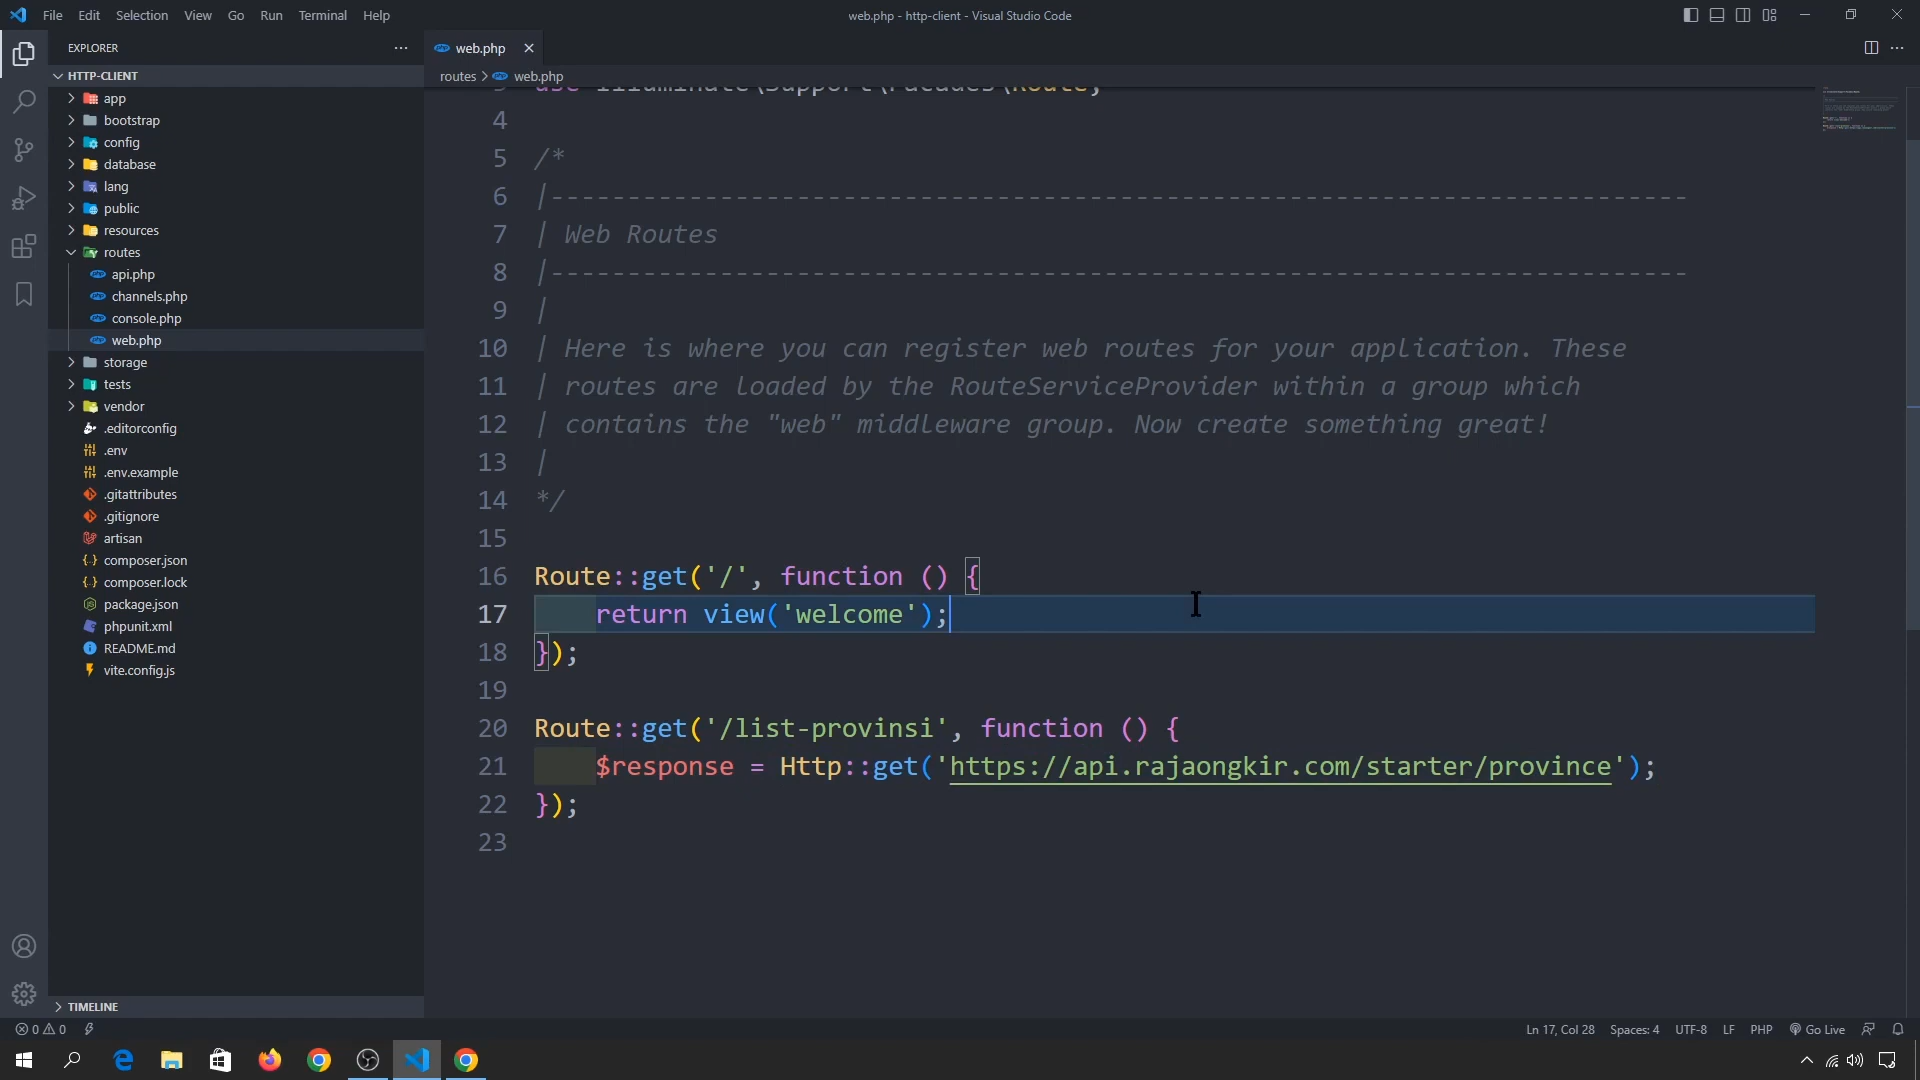 File Edit Selection View Go Run Terminal Help
web.php - http-client - Visual Studio Code
EXPLORER
HTTP-CLIENT
app
bootstrap
config
database
lang
public
resources
routes
api.php
channels.php
console.php
web.php
storage
tests
vendor
.editorconfig
.env
.env.example
.gitattributes
.gitignore
artisan
composer.json
composer.lock
package.json
phpunit.xml
README.md
vite.config.js
TIMELINE
web.php
routes > web.php
use Illuminate\Support\Facades\Route;
4
5 /*
6 |--------------------------------------------------------------------------
7 | Web Routes
8 |--------------------------------------------------------------------------
9 |
10 | Here is where you can register web routes for your application. These
11 | routes are loaded by the RouteServiceProvider within a group which
12 | contains the "web" middleware group. Now create something great!
13 |
14 */
15
16 Route::get('/', function () {
17 return view('welcome');
18 });
19
20 Route::get('/list-provinsi', function () {
21 $response = Http::get('https://api.rajaongkir.com/starter/province');
22 });
23
0 0
Ln 17, Col 28 Spaces: 4 UTF-8 LF PHP Go Live